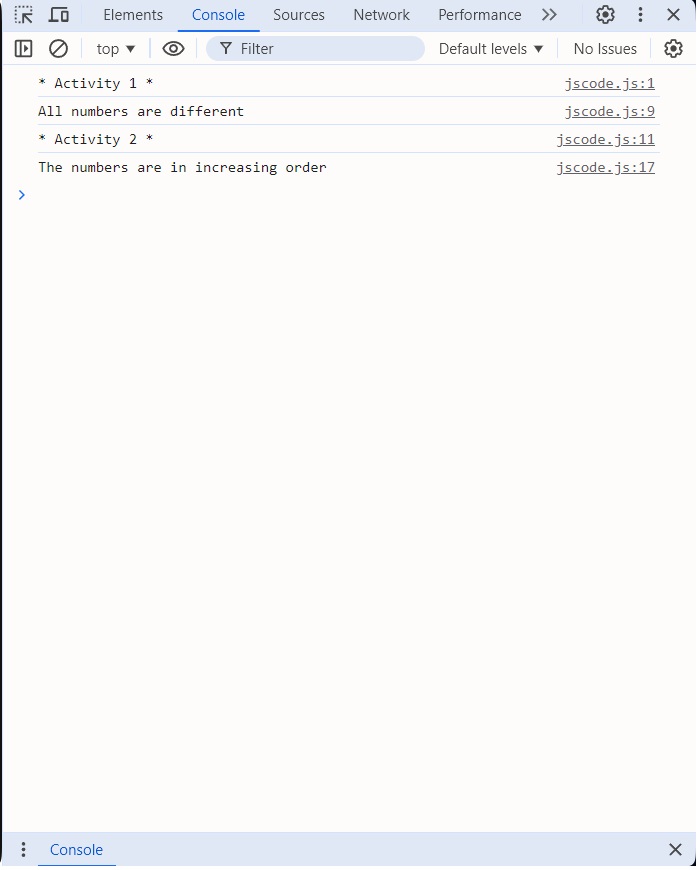 Elements Console Sources Network Performance
top ▼ Filter Default levels ▼ No Issues
* Activity 1 * jscode.js:1
All numbers are different jscode.js:9
* Activity 2 * jscode.js:11
The numbers are in increasing order jscode.js:17
Console